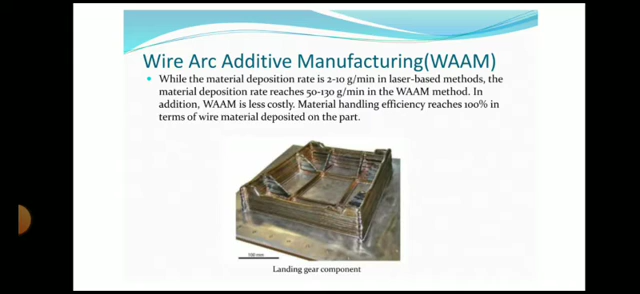 Wire Arc Additive Manufacturing(WAAM)
While the material deposition rate is 2-10 g/min in laser-based methods, the
material deposition rate reaches 50-130 g/min in the WAAM method. In
addition, WAAM is less costly. Material handling efficiency reaches 100% in
terms of wire material deposited on the part.
100 mm
Landing gear component